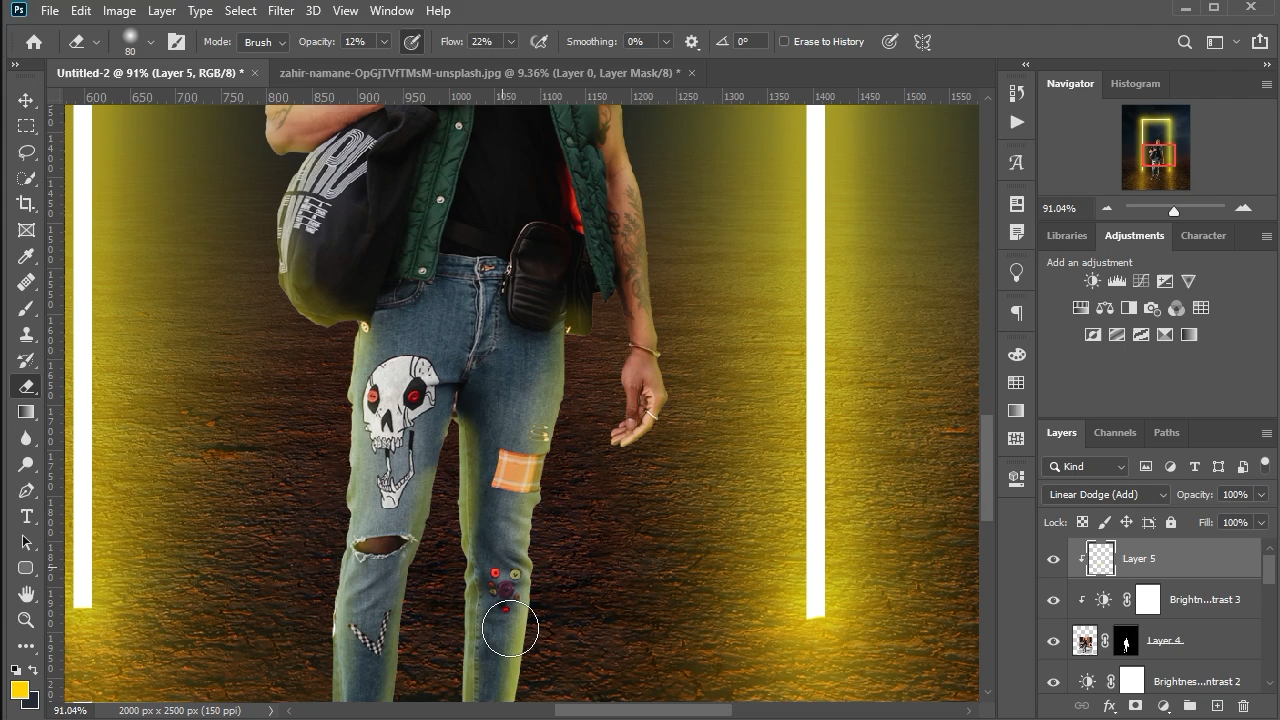 Ps File Edit Image Layer Type Select Filter 3D View Window Help
80 Mode: Brush Opacity: 12% Flow: 22% Smoothing: 0% 0° Erase to History
Untitled-2 @ 91% (Layer 5, RGB/8) * × zahir-namane-OpGjTVfTMsM-unsplash.jpg @ 9.36% (Layer 0, Layer Mask/8) * ×
600 650 700 750 800 850 900 950 1000 1050 1100 1150 1200 1250 1300 1350 1400 1450 1500 1550
Navigator Histogram
91.04%
Libraries Adjustments Character
Add an adjustment
Layers Channels Paths
Kind
Linear Dodge (Add) Opacity: 100%
Lock: Fill: 100%
Layer 5
Brightn...trast 3
Layer 4
Brightnes...ntrast 2
91.04% 2000 px x 2500 px (150 ppi)